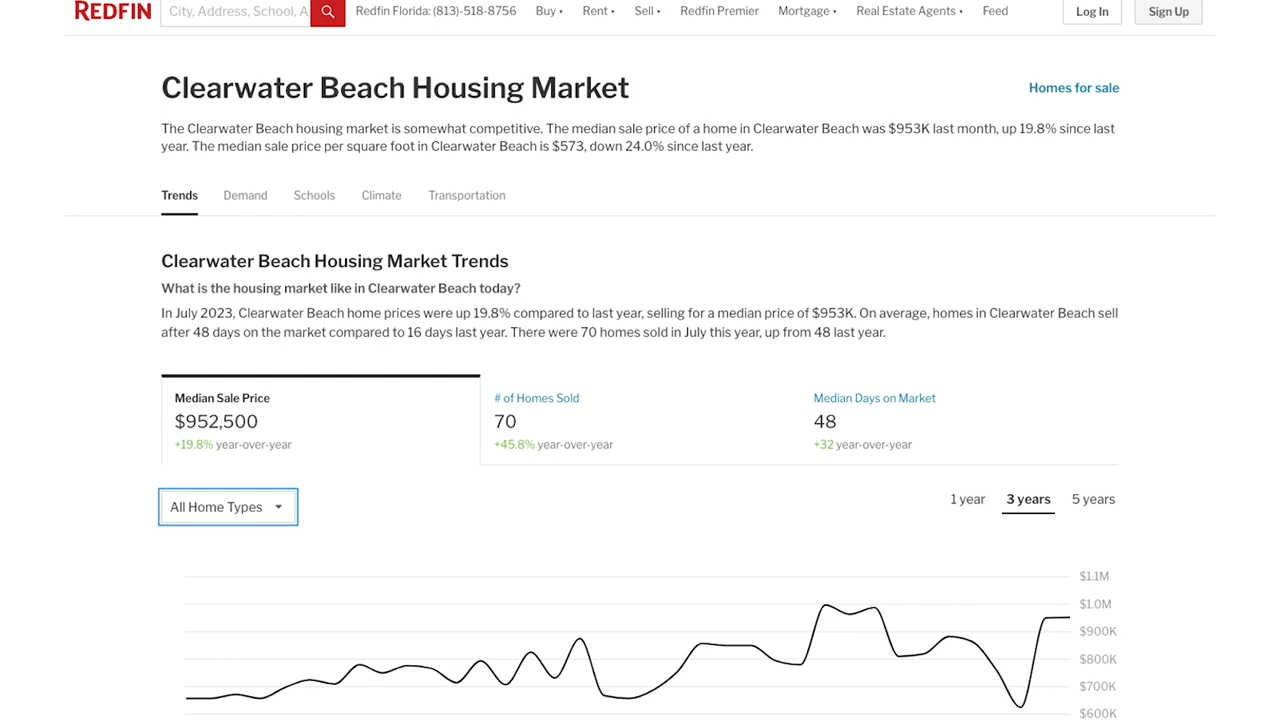 REDFIN City, Address, School, A Redfin Florida: (813)-518-8756 Buy Rent Sell Redfin Premier Mortgage Real Estate Agents Feed Log In Sign Up
Clearwater Beach Housing Market
Homes for sale
The Clearwater Beach housing market is somewhat competitive. The median sale price of a home in Clearwater Beach was $953K last month, up 19.8% since last
year. The median sale price per square foot in Clearwater Beach is $573, down 24.0% since last year.
Trends Demand Schools Climate Transportation
Clearwater Beach Housing Market Trends
What is the housing market like in Clearwater Beach today?
In July 2023, Clearwater Beach home prices were up 19.8% compared to last year, selling for a median price of $953K. On average, homes in Clearwater Beach sell
after 48 days on the market compared to 16 days last year. There were 70 homes sold in July this year, up from 48 last year.
Median Sale Price # of Homes Sold Median Days on Market
$952,500 70 48
+19.8% year-over-year +45.8% year-over-year +32 year-over-year
All Home Types 1 year 3 years 5 years
$1.1M
$1.0M
$900K
$800K
$700K
$600K